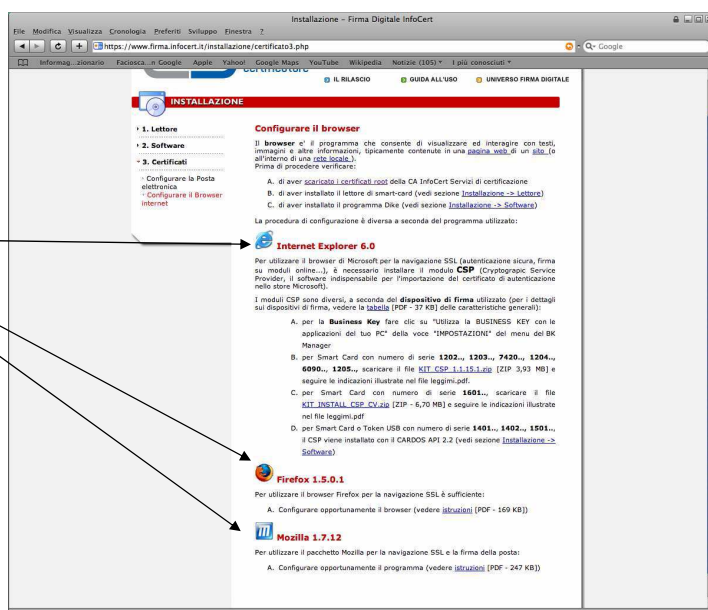 Installazione – Firma Digitale InfoCert
File Modifica Visualizza Cronologia Preferiti Sviluppo Finestra ?
https://www.firma.infocert.it/installazione/certificato3.php
Q- Google
Informag...zionario Faciosca...n Google Apple Yahoo! Google Maps YouTube Wikipedia Notizie (105) I più conosciuti
IL RILASCIO GUIDA ALL'USO UNIVERSO FIRMA DIGITALE
INSTALLAZIONE
1. Lettore
2. Software
3. Certificati
Configurare la Posta
elettronica
Configurare il Browser
internet
Configurare il browser
Il browser e' il programma che consente di visualizzare ed interagire con testi,
immagini e altre informazioni, tipicamente contenute in una pagina web di un sito (o
all'interno di una rete locale ).
Prima di procedere verificare:
A. di aver scaricato i certificati root della CA InfoCert Servizi di certificazione
B. di aver installato il lettore di smart-card (vedi sezione Installazione -> Lettore)
C. di aver installato il programma Dike (vedi sezione Installazione -> Software)
La procedura di configurazione è diversa a seconda del programma utilizzato:
Internet Explorer 6.0
Per utilizzare il browser di Microsoft per la navigazione SSL (autenticazione sicura, firma
su moduli online...), è necessario installare il modulo CSP (Cryptograpic Service
Provider, il software indispensabile per l'importazione del certificato di autenticazione
nello store Microsoft).
I moduli CSP sono diversi, a seconda del dispositivo di firma utilizzato (per i dettagli
sui dispositivi di firma, vedere la tabella [PDF - 37 KB] delle caratteristiche generali):
A. per la Business Key fare clic su "Utilizza la BUSINESS KEY con le
applicazioni del tuo PC" della voce "IMPOSTAZIONI" del menu del BK
Manager
B. per Smart Card con numero di serie 1202.., 1203.., 7420.., 1204..,
6090.., 1205.., scaricare il file KIT CSP 1.1.15.1.zip [ZIP 3,93 MB] e
seguire le indicazioni illustrate nel file leggimi.pdf.
C. per Smart Card con numero di serie 1601.., scaricare il file
KIT_INSTALL_CSP_CV.zip [ZIP - 6,70 MB] e seguire le indicazioni illustrate
nel file leggimi.pdf
D. per Smart Card o Token USB con numero di serie 1401.., 1402.., 1501..,
il CSP viene installato con il CARDOS API 2.2 (vedi sezione Installazione ->
Software)
Firefox 1.5.0.1
Per utilizzare il browser Firefox per la navigazione SSL è sufficiente:
A. Configurare opportunamente il browser (vedere istruzioni [PDF - 169 KB])
Mozilla 1.7.12
Per utilizzare il pacchetto Mozilla per la navigazione SSL e la firma della posta:
A. Configurare opportunamente il programma (vedere istruzioni [PDF - 247 KB])